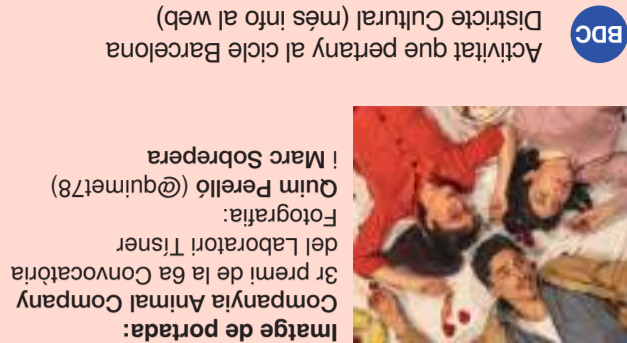 Imatge de portada:
Companyia Animal Company
3r premi de la 6a Convocatòria
del Laboratori Tísner
Fotografia:
Quim Perelló (@quimet78)
i Marc Sobrepera
BDC
Activitat que pertany al cicle Barcelona
Districte Cultural (més info al web)